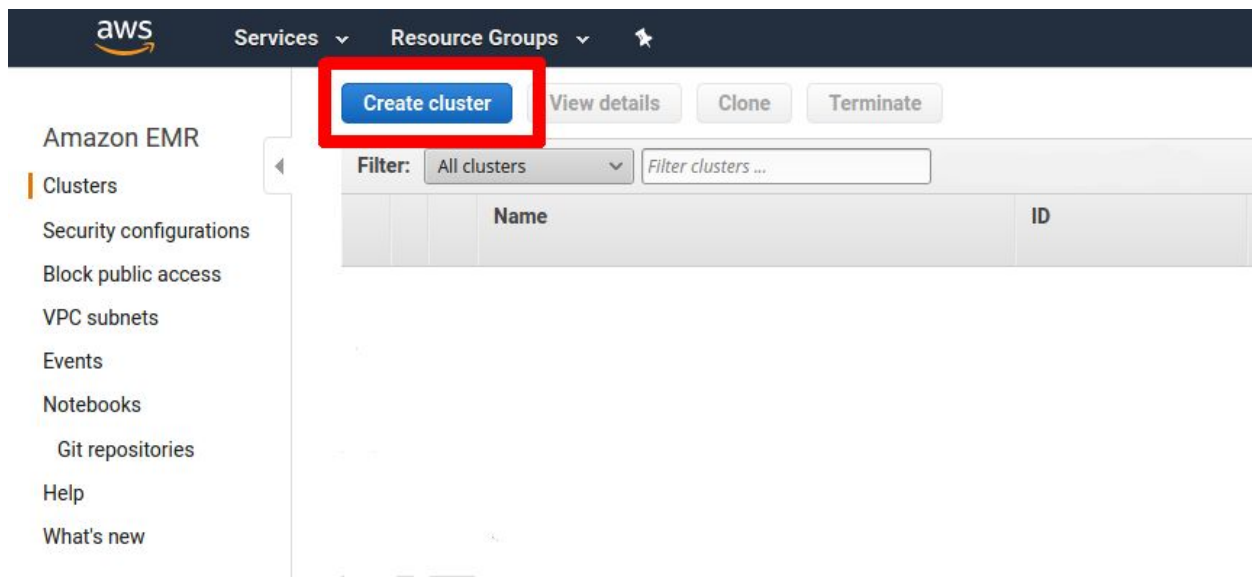 aws Services Resource Groups
Create cluster View details Clone Terminate
Amazon EMR
Filter: All clusters Filter clusters ...
Clusters
Name ID
Security configurations
Block public access
VPC subnets
Events
Notebooks
Git repositories
Help
What's new